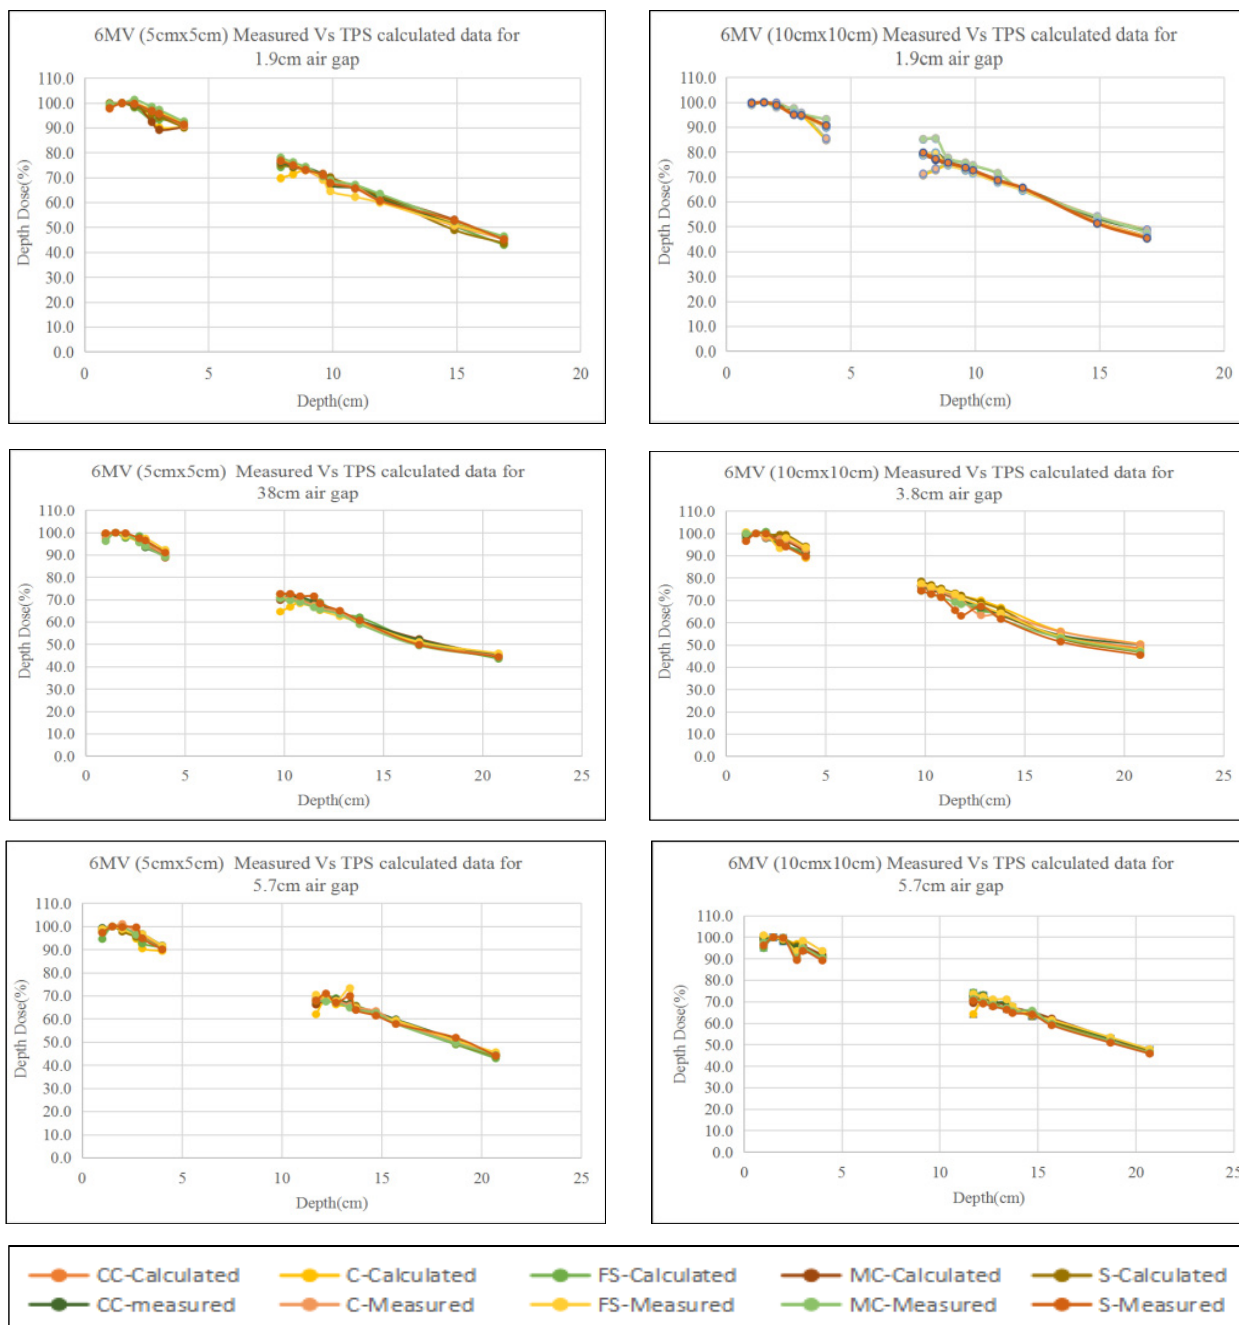 6MV (5cmx5cm) Measured Vs TPS calculated data for
1.9cm air gap
110.0
100.0
90.0
80.0
70.0
60.0
50.0
40.0
30.0
20.0
10.0
0.0
Depth Dose(%)
0 5 10 15 20
Depth(cm)
6MV (10cmx10cm) Measured Vs TPS calculated data for
1.9cm air gap
110.0
100.0
90.0
80.0
70.0
60.0
50.0
40.0
30.0
20.0
10.0
0.0
Depth Dose(%)
0 5 10 15 20
Depth(cm)
6MV (5cmx5cm) Measured Vs TPS calculated data for
38cm air gap
110.0
100.0
90.0
80.0
70.0
60.0
50.0
40.0
30.0
20.0
10.0
0.0
Depth Dose(%)
0 5 10 15 20 25
Depth(cm)
6MV (10cmx10cm) Measured Vs TPS calculated data for
3.8cm air gap
110.0
100.0
90.0
80.0
70.0
60.0
50.0
40.0
30.0
20.0
10.0
0.0
Depth Dose(%)
0 5 10 15 20 25
Depth(cm)
6MV (5cmx5cm) Measured Vs TPS calculated data for
5.7cm air gap
110.0
100.0
90.0
80.0
70.0
60.0
50.0
40.0
30.0
20.0
10.0
0.0
Depth Dose(%)
0 5 10 15 20 25
Depth(cm)
6MV (10cmx10cm) Measured Vs TPS calculated data for
5.7cm air gap
110.0
100.0
90.0
80.0
70.0
60.0
50.0
40.0
30.0
20.0
10.0
0.0
Depth Dose(%)
0 5 10 15 20 25
Depth(cm)
CC-Calculated C-Calculated FS-Calculated MC-Calculated S-Calculated
CC-measured C-Measured FS-Measured MC-Measured S-Measured